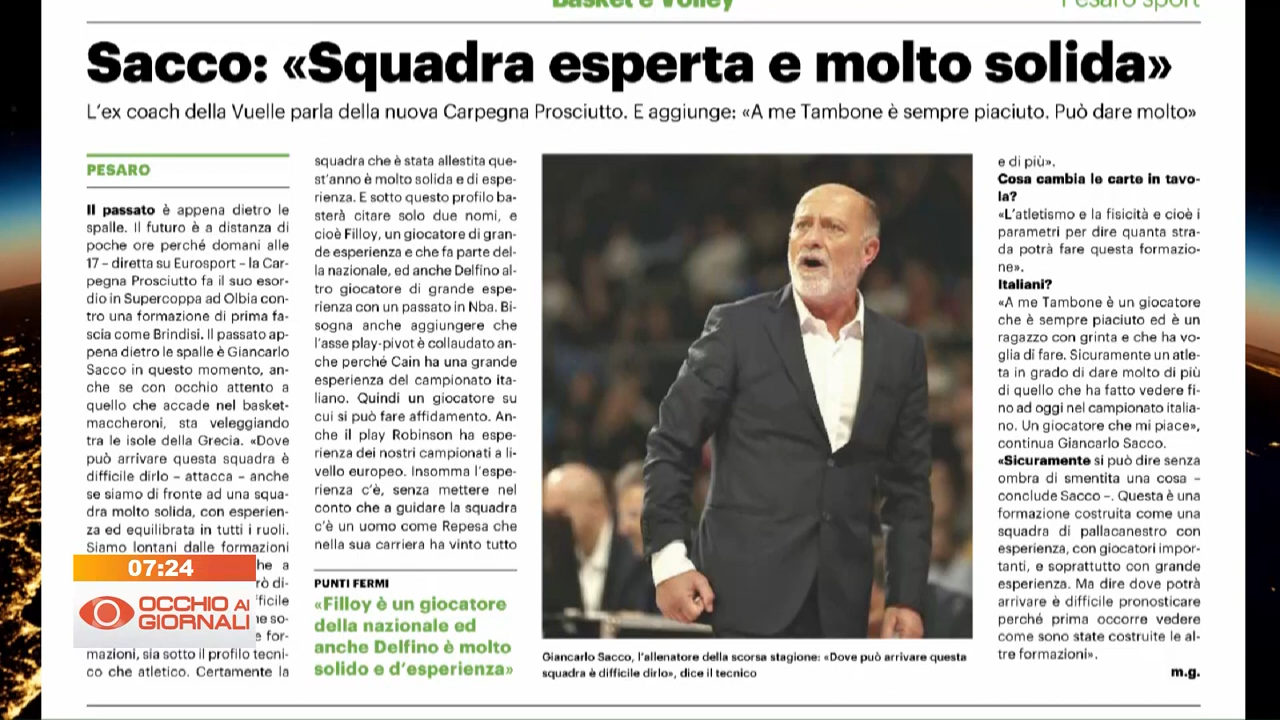 Basket e Volley
Pesaro sport
Sacco: «Squadra esperta e molto solida»
L'ex coach della Vuelle parla della nuova Carpegna Prosciutto. E aggiunge: «A me Tambone è sempre piaciuto. Può dare molto»
PESARO
Il passato è appena dietro le
spalle. Il futuro è a distanza di
poche ore perché domani alle
17 – diretta su Eurosport – la Car-
pegna Prosciutto fa il suo esor-
dio in Supercoppa ad Olbia con-
tro una formazione di prima fa-
scia come Brindisi. Il passato ap-
pena dietro le spalle è Giancarlo
Sacco in questo momento, an-
che se con occhio attento a
quello che accade nel basket-
maccheroni, sta veleggiando
tra le isole della Grecia. «Dove
può arrivare questa squadra è
difficile dirlo – attacca – anche
se siamo di fronte ad una squa-
dra molto solida, con esperien-
za ed equilibrata in tutti i ruoli.
Siamo lontani dalle formazioni
he a
rò di-
fficile
ne so-
e for-
mazioni, sia sotto il profilo tecni-
co che atletico. Certamente la
squadra che è stata allestita que-
st'anno è molto solida e di espe-
rienza. E sotto questo profilo ba-
sterà citare solo due nomi, e
cioè Filloy, un giocatore di gran-
de esperienza e che fa parte del-
la nazionale, ed anche Delfino al-
tro giocatore di grande espe-
rienza con un passato in Nba. Bi-
sogna anche aggiungere che
l'asse play-pivot è collaudato an-
che perché Cain ha una grande
esperienza del campionato ita-
liano. Quindi un giocatore su
cui si può fare affidamento. An-
che il play Robinson ha espe-
rienza dei nostri campionati a li-
vello europeo. Insomma l'espe-
rienza c'è, senza mettere nel
conto che a guidare la squadra
c'è un uomo come Repesa che
nella sua carriera ha vinto tutto
PUNTI FERMI
«Filloy è un giocatore
della nazionale ed
anche Delfino è molto
solido e d'esperienza»
Giancarlo Sacco, l'allenatore della scorsa stagione: «Dove può arrivare questa
squadra è difficile dirlo», dice il tecnico
e di più».
Cosa cambia le carte in tavo-
la?
«L'atletismo e la fisicità e cioè i
parametri per dire quanta stra-
da potrà fare questa formazio-
ne».
Italiani?
«A me Tambone è un giocatore
che è sempre piaciuto ed è un
ragazzo con grinta e che ha vo-
glia di fare. Sicuramente un atle-
ta in grado di dare molto di più
di quello che ha fatto vedere fi-
no ad oggi nel campionato italia-
no. Un giocatore che mi piace»,
continua Giancarlo Sacco.
«Sicuramente si può dire senza
ombra di smentita una cosa –
conclude Sacco –. Questa è una
formazione costruita come una
squadra di pallacanestro con
esperienza, con giocatori impor-
tanti, e soprattutto con grande
esperienza. Ma dire dove potrà
arrivare è difficile pronosticare
perché prima occorre vedere
come sono state costruite le al-
tre formazioni».
m.g.
07:24
OCCHIO AI
GIORNALI